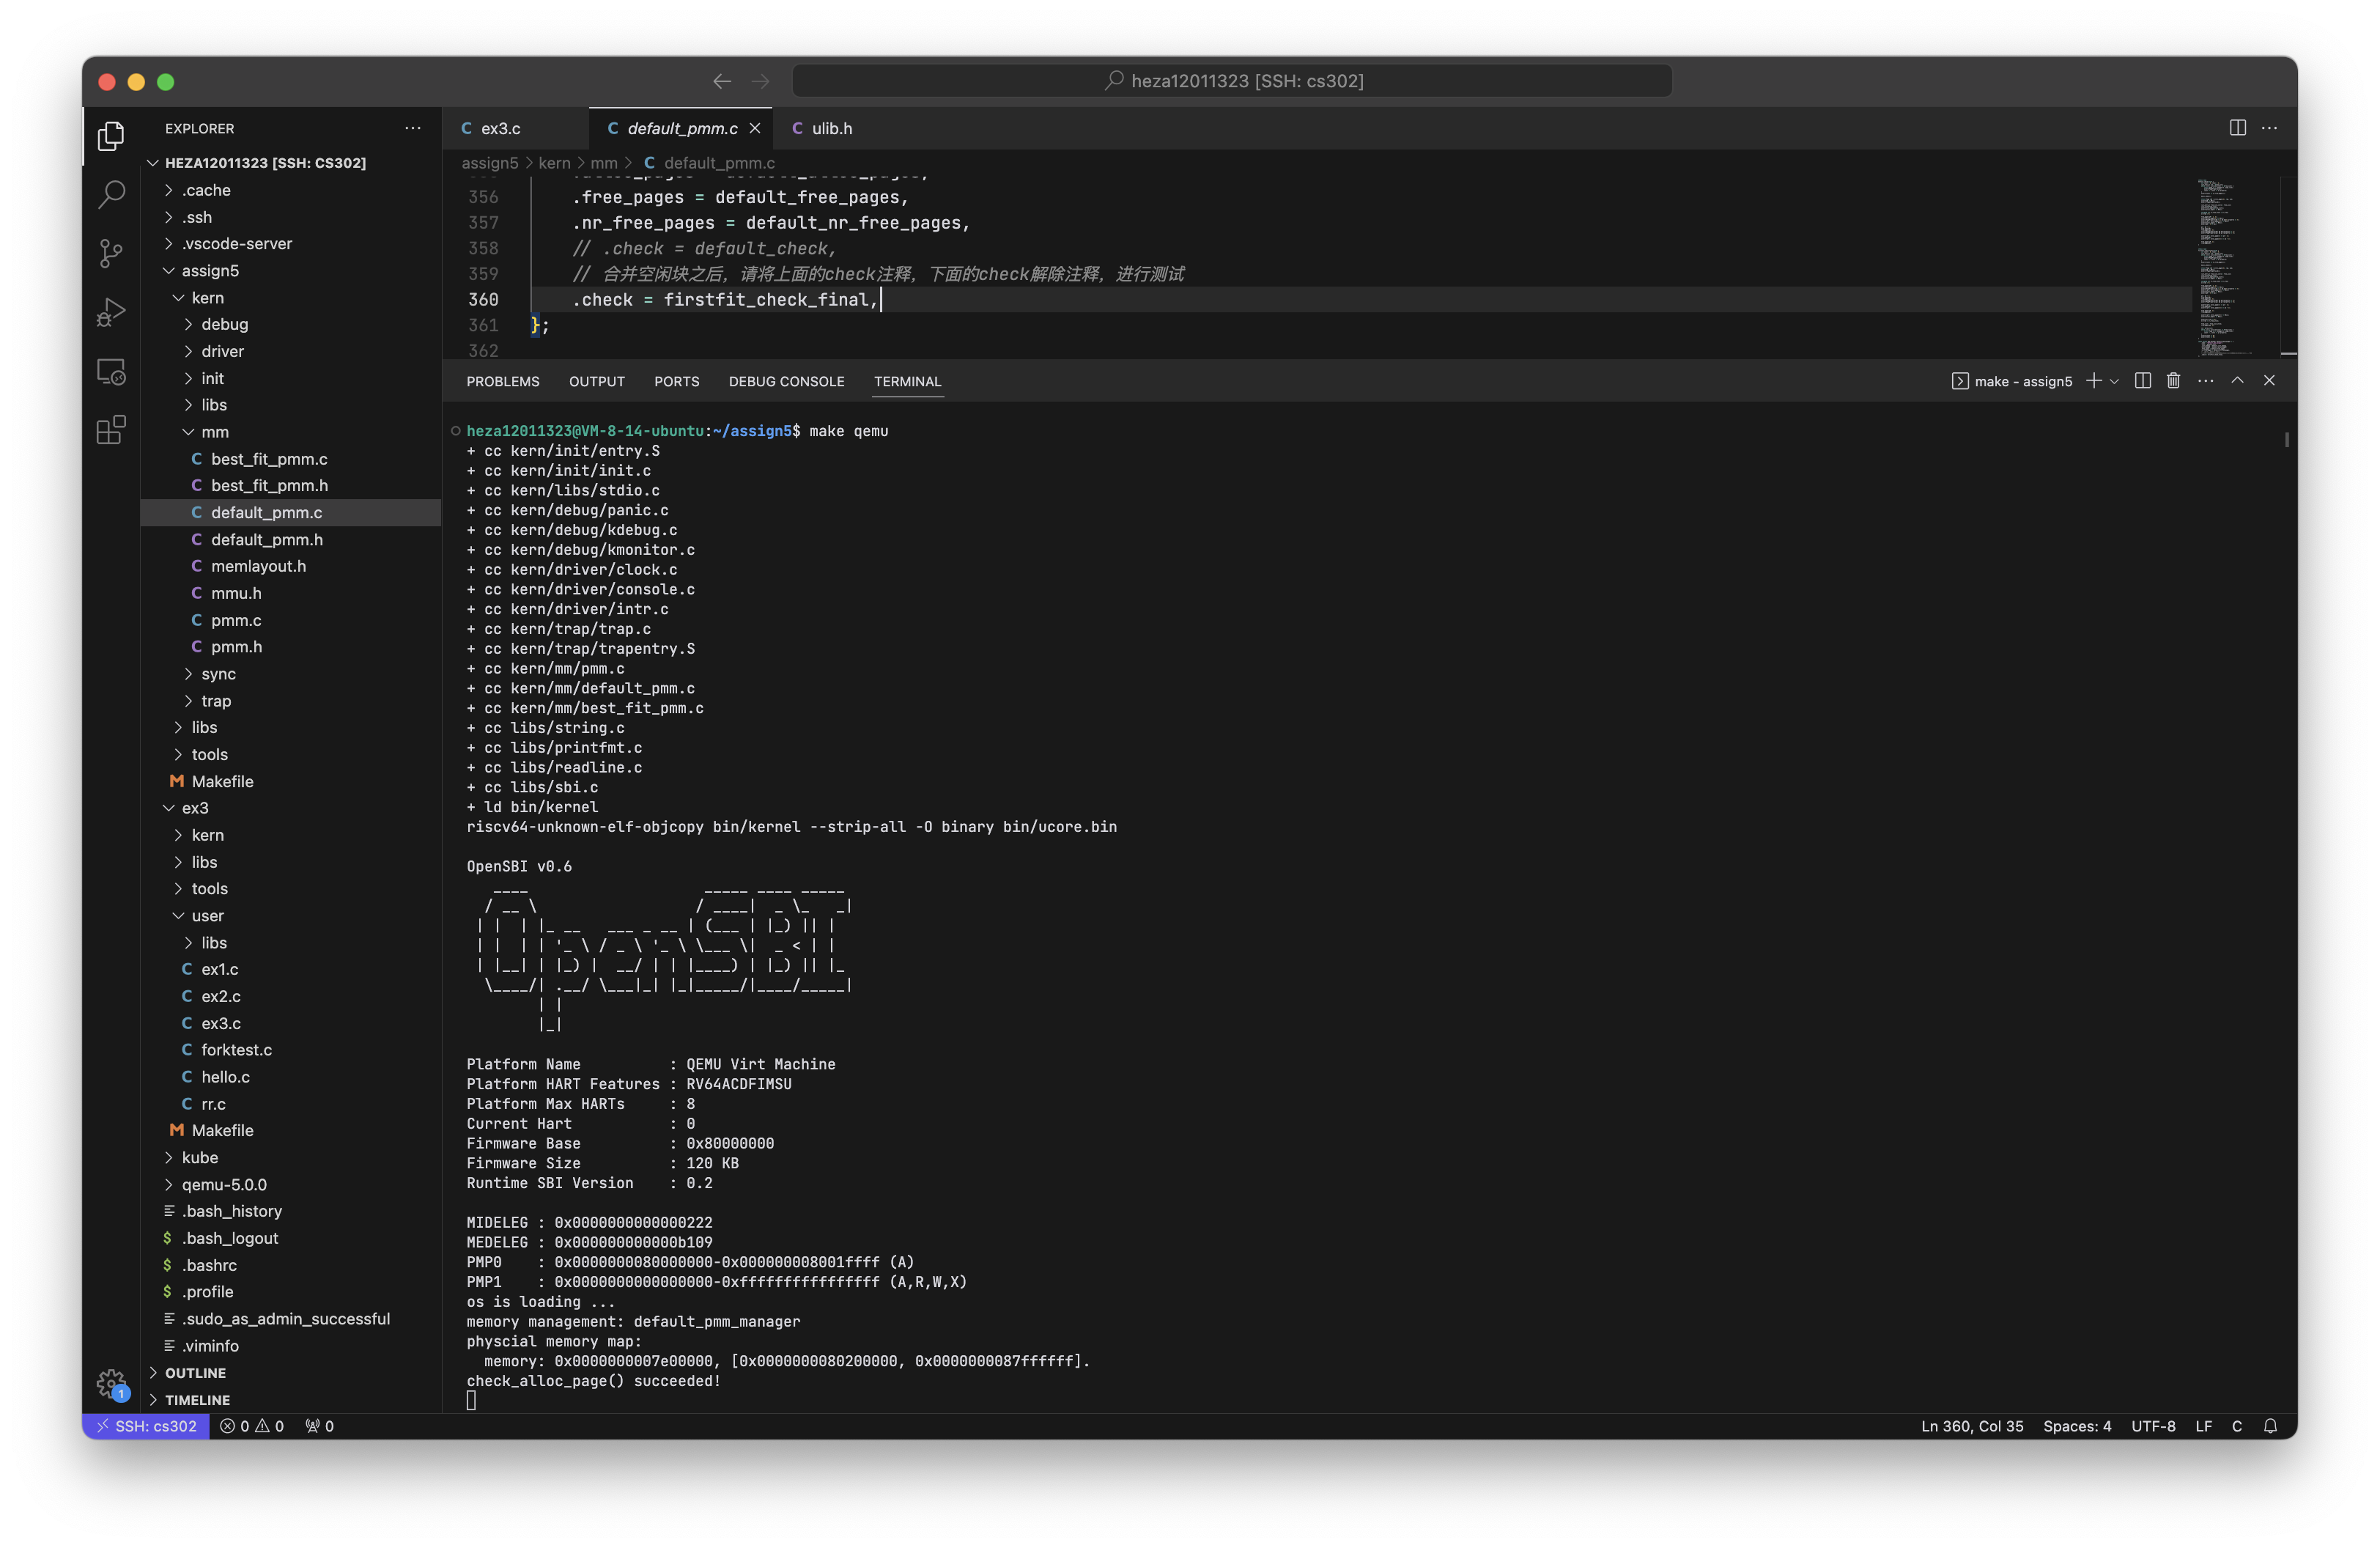 heza12011323 [SSH: cs302]
EXPLORER
HEZA12011323 [SSH: CS302]
.cache
.ssh
.vscode-server
assign5
kern
debug
driver
init
libs
mm
C best_fit_pmm.c
C best_fit_pmm.h
C default_pmm.c
C default_pmm.h
C memlayout.h
C mmu.h
C pmm.c
C pmm.h
sync
trap
libs
tools
M Makefile
ex3
kern
libs
tools
user
libs
C ex1.c
C ex2.c
C ex3.c
C forktest.c
C hello.c
C rr.c
M Makefile
kube
qemu-5.0.0
.bash_history
$ .bash_logout
$ .bashrc
$ .profile
.sudo_as_admin_successful
.viminfo
OUTLINE
TIMELINE
1
C ex3.c
C default_pmm.c
C ulib.h
assign5 > kern > mm > C default_pmm.c
356 .free_pages = default_free_pages,
357 .nr_free_pages = default_nr_free_pages,
358 // .check = default_check,
359 // 合并空闲块之后，请将上面的check注释，下面的check解除注释，进行测试
360 .check = firstfit_check_final,
361 };
362
PROBLEMS OUTPUT PORTS DEBUG CONSOLE TERMINAL
make - assign5
heza12011323@VM-8-14-ubuntu:~/assign5$ make qemu
+ cc kern/init/entry.S
+ cc kern/init/init.c
+ cc kern/libs/stdio.c
+ cc kern/debug/panic.c
+ cc kern/debug/kdebug.c
+ cc kern/debug/kmonitor.c
+ cc kern/driver/clock.c
+ cc kern/driver/console.c
+ cc kern/driver/intr.c
+ cc kern/trap/trap.c
+ cc kern/trap/trapentry.S
+ cc kern/mm/pmm.c
+ cc kern/mm/default_pmm.c
+ cc kern/mm/best_fit_pmm.c
+ cc libs/string.c
+ cc libs/printfmt.c
+ cc libs/readline.c
+ cc libs/sbi.c
+ ld bin/kernel
riscv64-unknown-elf-objcopy bin/kernel --strip-all -O binary bin/ucore.bin
OpenSBI v0.6
OpenSBI
Platform Name : QEMU Virt Machine
Platform HART Features : RV64ACDFIMSU
Platform Max HARTs : 8
Current Hart : 0
Firmware Base : 0x80000000
Firmware Size : 120 KB
Runtime SBI Version : 0.2
MIDELEG : 0x0000000000000222
MEDELEG : 0x000000000000b109
PMP0 : 0x0000000080000000-0x000000008001ffff (A)
PMP1 : 0x0000000000000000-0xffffffffffffffff (A,R,W,X)
os is loading ...
memory management: default_pmm_manager
physcial memory map:
memory: 0x0000000007e00000, [0x0000000080200000, 0x0000000087ffffff].
check_alloc_page() succeeded!
SSH: cs302 0 0 0
Ln 360, Col 35 Spaces: 4 UTF-8 LF C